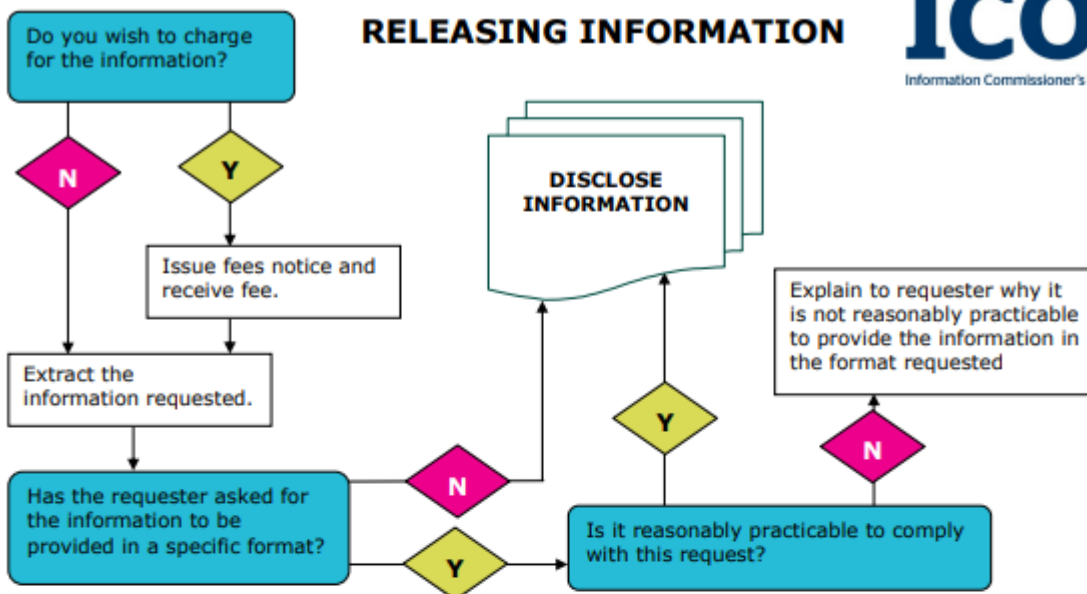 RELEASING INFORMATION
ICO
Information Commissioner's
Do you wish to charge
for the information?
N
Y
DISCLOSE
INFORMATION
Issue fees notice and
receive fee.
Explain to requester why it
is not reasonably practicable
to provide the information in
the format requested
Extract the
information requested.
Y
N
Has the requester asked for
the information to be
provided in a specific format?
N
Y
Is it reasonably practicable to comply
with this request?